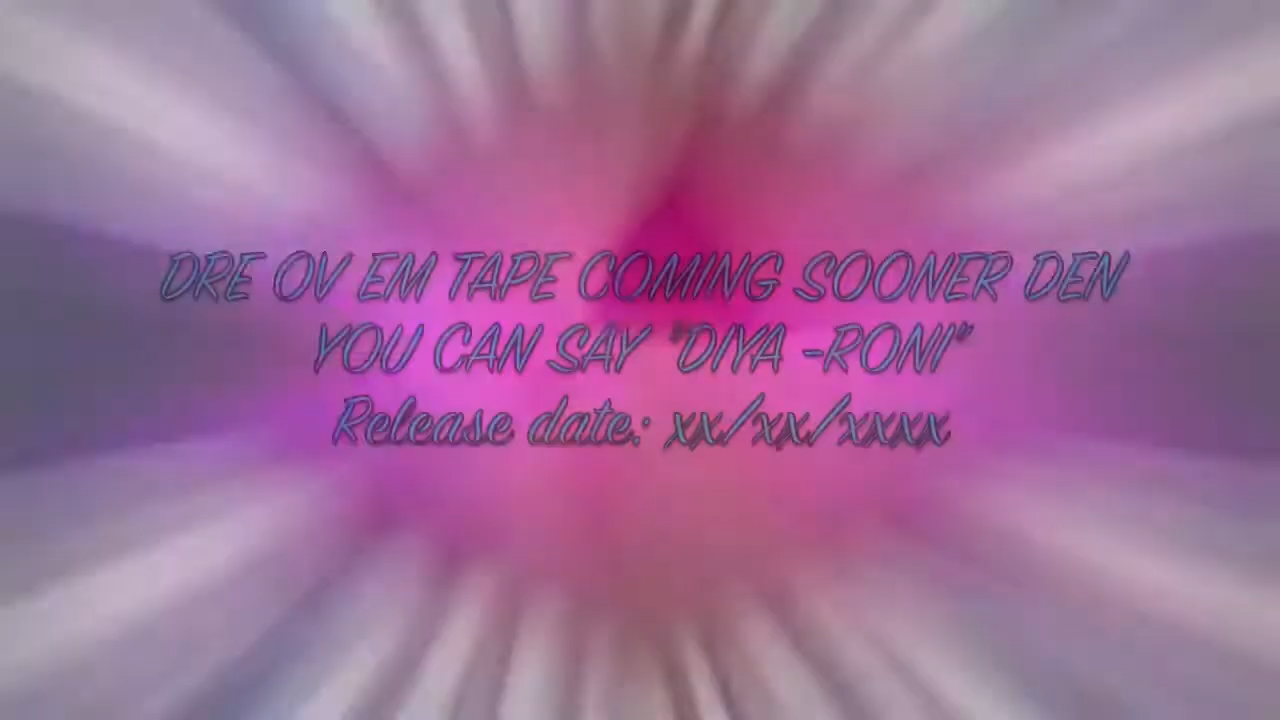 DRE OV EM TAPE COMING SOONER DEN
YOU CAN SAY "DIYA -RONI"
Release date: xx/xx/xxxx